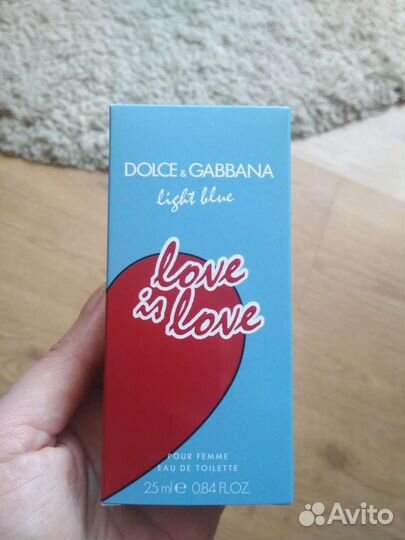 DOLCE & GABBANA
light blue
love
is love
POUR FEMME
EAU DE TOILETTE
25 ml e 0.84 FL.OZ.
Avito